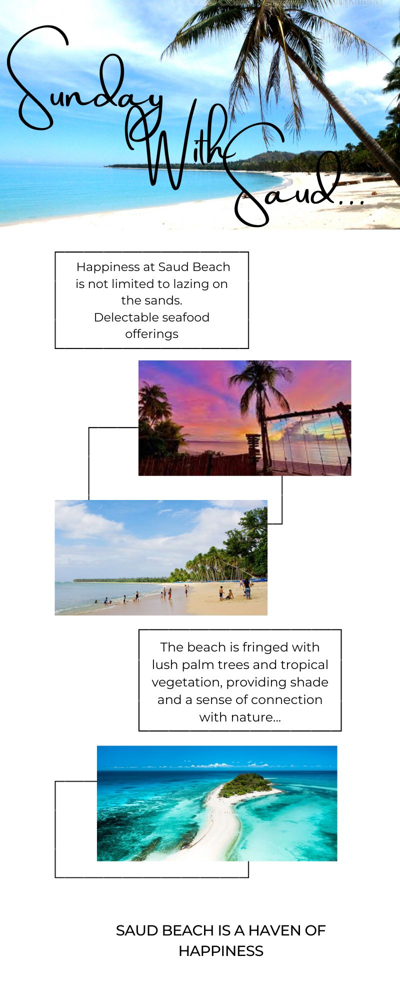 Sunday
With
Saud...
Happiness at Saud Beach
is not limited to lazing on
the sands.
Delectable seafood
offerings
The beach is fringed with
lush palm trees and tropical
vegetation, providing shade
and a sense of connection
with nature...
SAUD BEACH IS A HAVEN OF
HAPPINESS